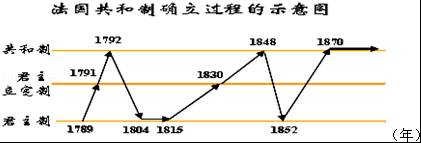 法国共和制确立过程的示意图
共和制
1792
1848
1870
君主
立宪制
1791
1830
君主制
1789
1804
1815
1852
(年)